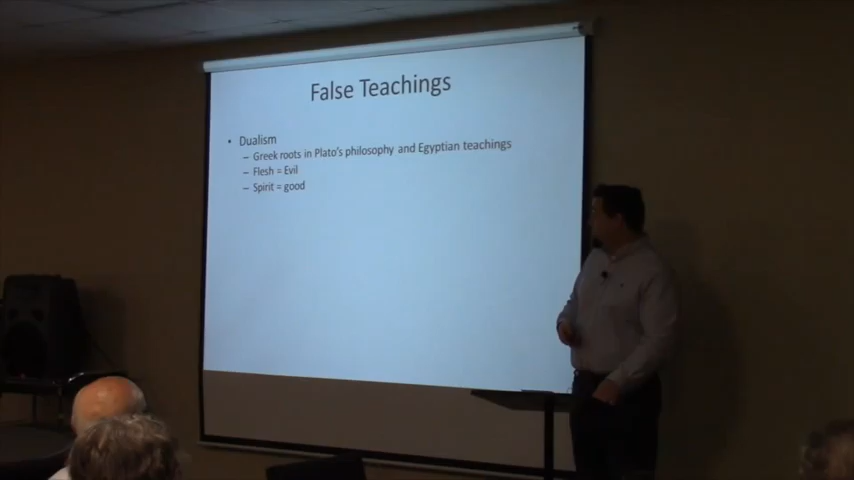 False Teachings
• Dualism
– Greek roots in Plato's philosophy and Egyptian teachings
– Flesh = Evil
– Spirit = good